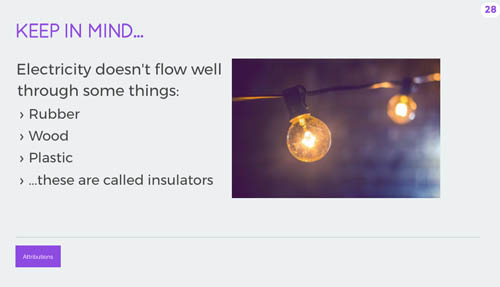 28
KEEP IN MIND...
Electricity doesn't flow well
through some things:
› Rubber
› Wood
› Plastic
› ...these are called insulators
Attributions